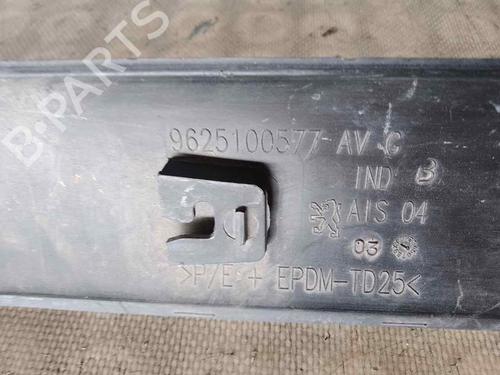 B-PARTS
9625100577-AV G
IND B
AIS 04
03
>P/E + EPDM-TD25<